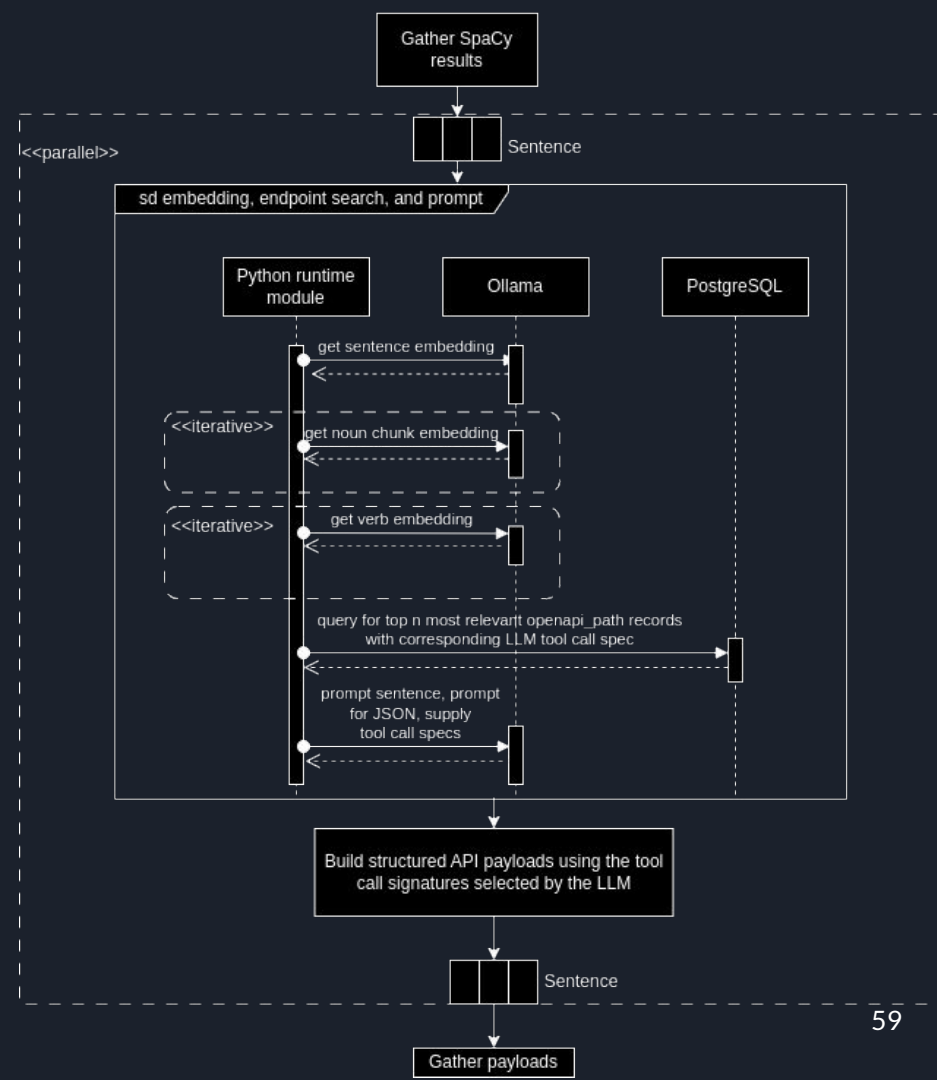 Gather SpaCy
results
<<parallel>>
Sentence
sd embedding, endpoint search, and prompt
Python runtime
module
Ollama
PostgreSQL
get sentence embedding
<<iterative>>
get noun chunk embedding
<<iterative>>
get verb embedding
query for top n most relevant openapi_path records
with corresponding LLM tool call spec
prompt sentence, prompt
for JSON, supply
tool call specs
Build structured API payloads using the tool
call signatures selected by the LLM
Sentence
59
Gather payloads